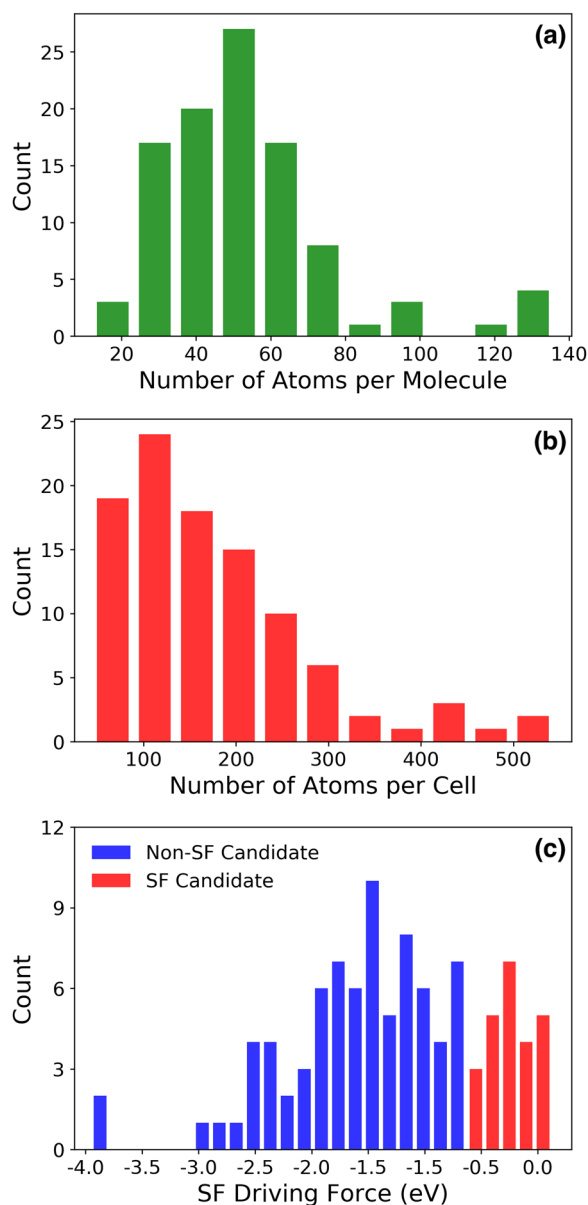 (a)
25
20
15
10
5
0
Count
20 40 60 80 100 120 140
Number of Atoms per Molecule
(b)
25
20
15
10
5
0
Count
100 200 300 400 500
Number of Atoms per Cell
(c)
12
9
6
3
0
Count
Non-SF Candidate
SF Candidate
-4.0 -3.5 -3.0 -2.5 -2.0 -1.5 -1.5 -0.5 0.0
SF Driving Force (eV)